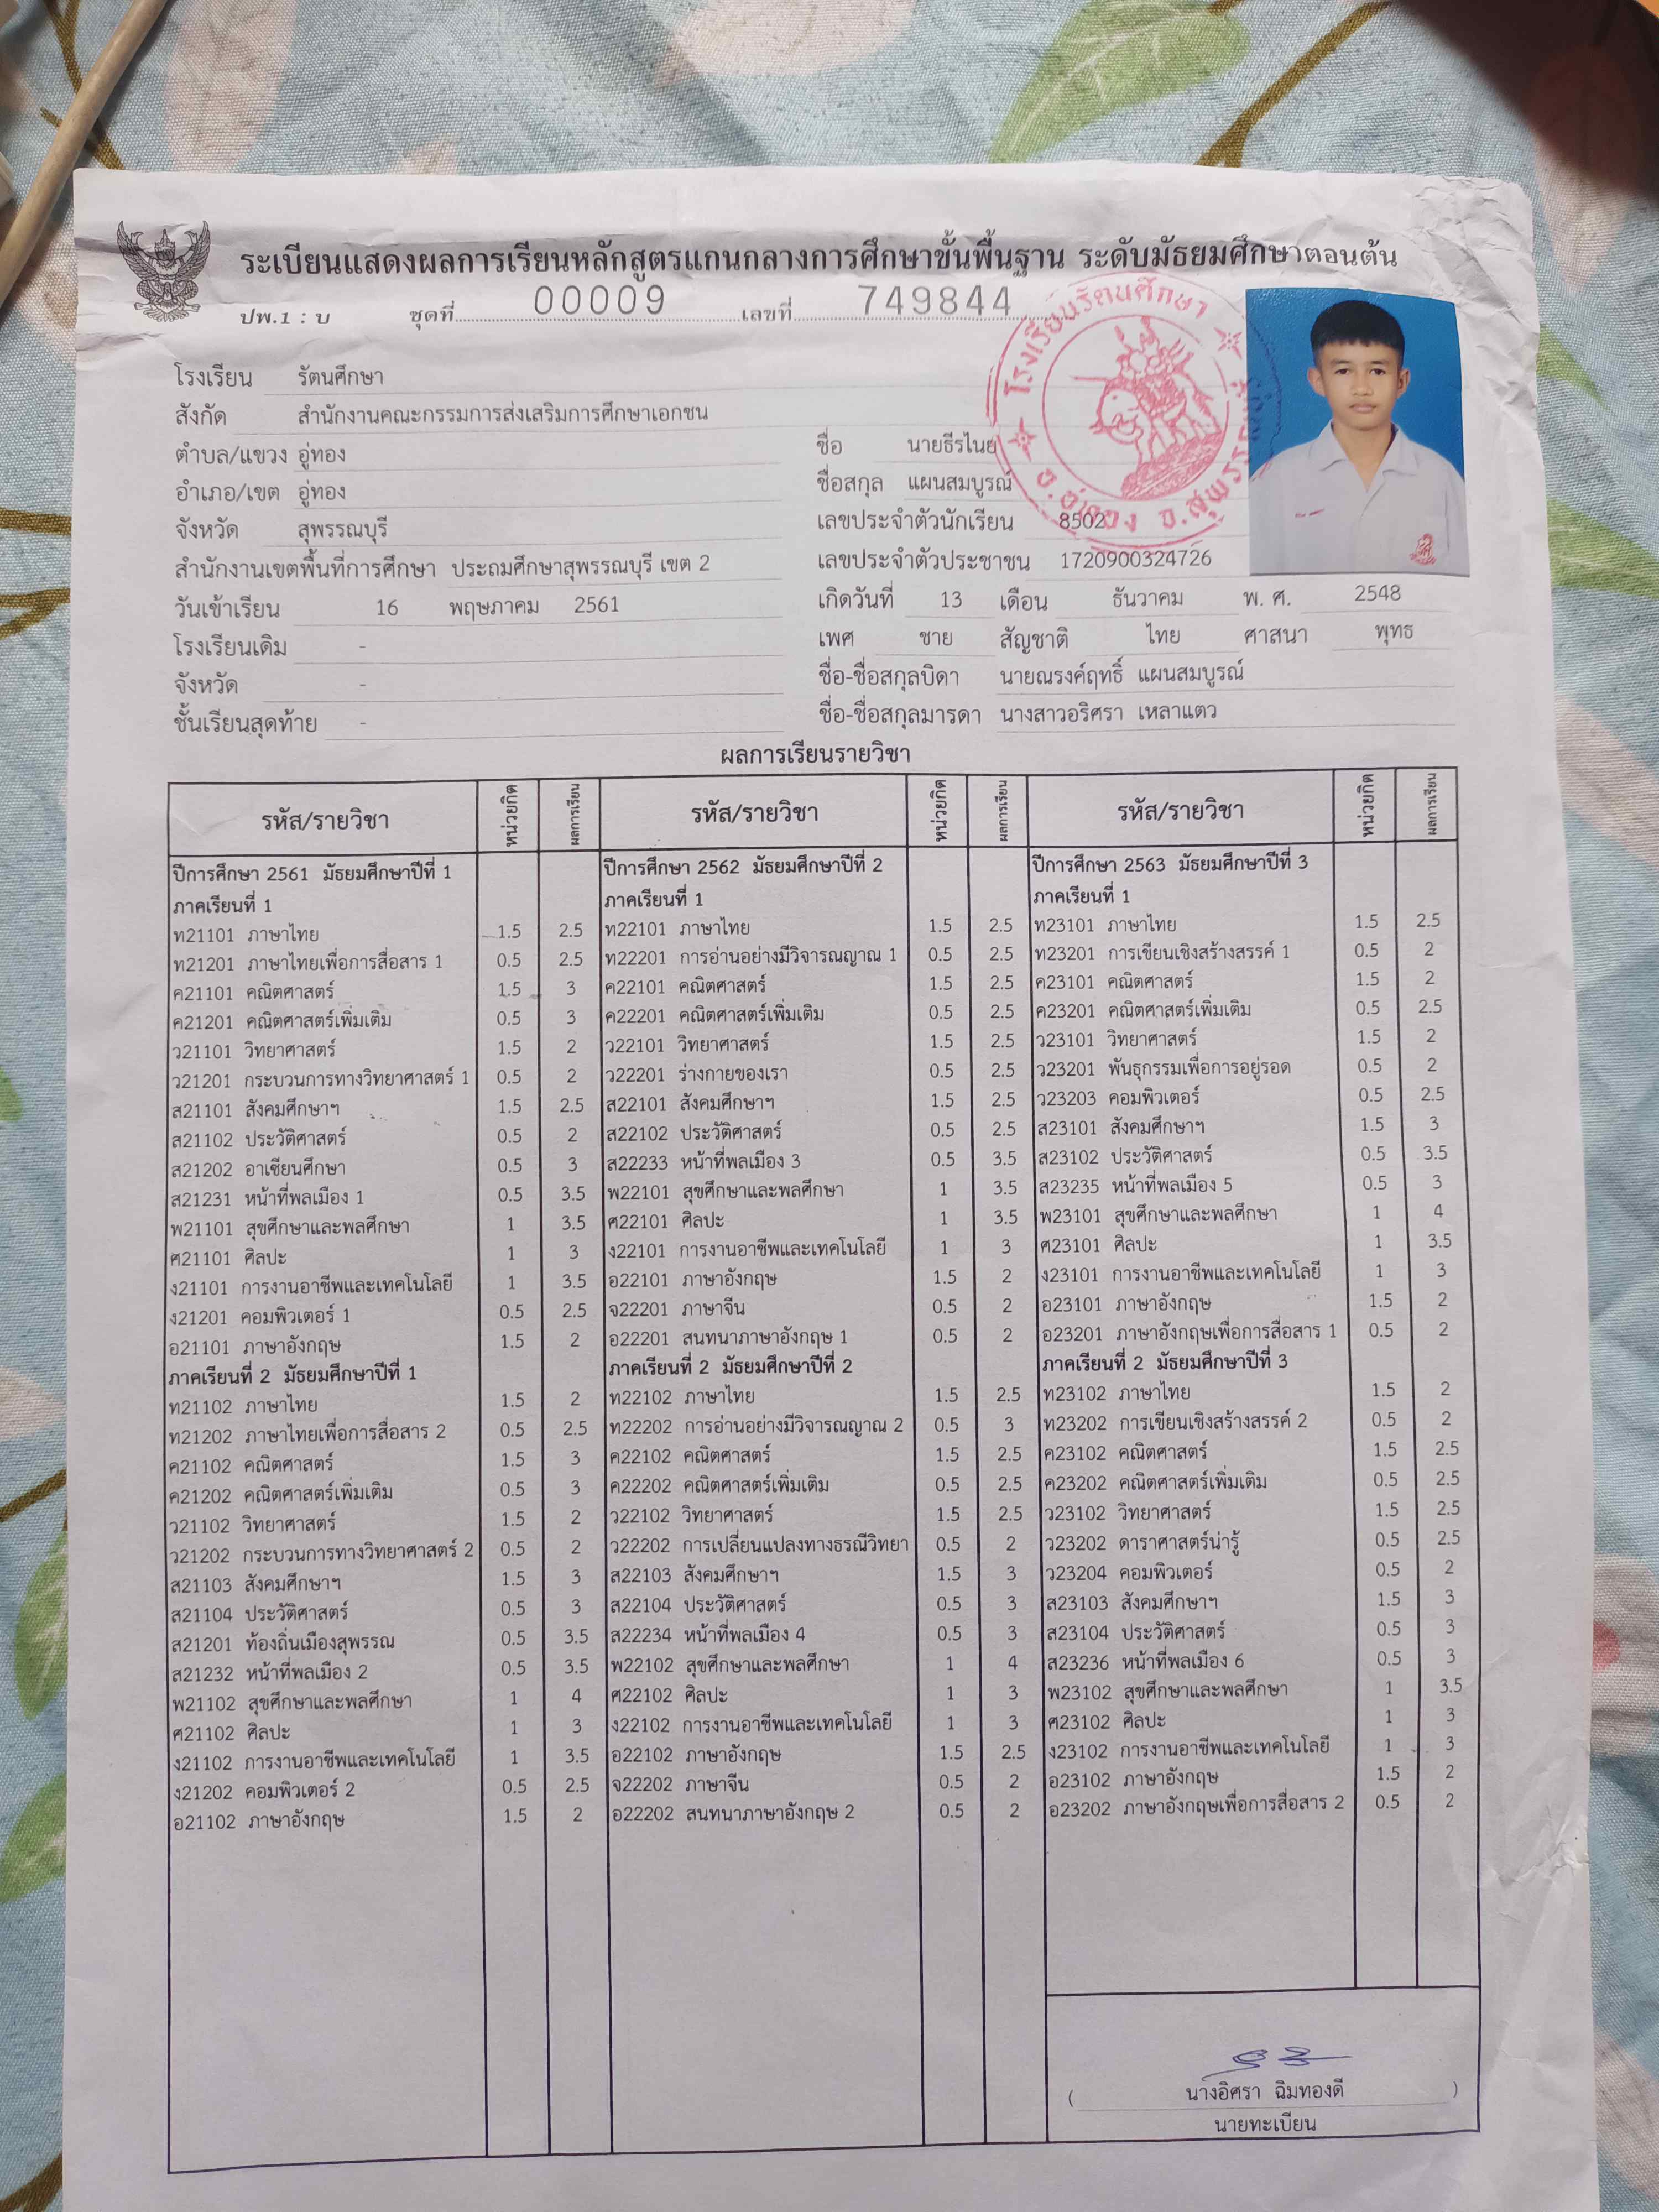 ระเบียนแสดงผลการเรียนหลักสูตรแกนกลางการศึกษาขั้นพื้นฐาน ระดับมัธยมศึกษาตอนต้น
ปพ.1 : บ ชุดที่ 00009 เลขที่ 749844
โรงเรียน รัตนศึกษา
สังกัด สำนักงานคณะกรรมการส่งเสริมการศึกษาเอกชน
ตำบล/แขวง อู่ทอง
อำเภอ/เขต อู่ทอง
จังหวัด สุพรรณบุรี
สำนักงานเขตพื้นที่การศึกษา ประถมศึกษาสุพรรณบุรี เขต 2
วันเข้าเรียน 16 พฤษภาคม 2561
โรงเรียนเดิม -
จังหวัด -
ชั้นเรียนสุดท้าย -
โรงเรียนรัตนศึกษา
อ.อู่ทอง จ.สุพรรณบุรี
ชื่อ นายธีรไนย
ชื่อสกุล แผนสมบูรณ์
เลขประจำตัวนักเรียน 8502
เลขประจำตัวประชาชน 1720900324726
เกิดวันที่ 13 เดือน ธันวาคม พ. ศ. 2548
เพศ ชาย สัญชาติ ไทย ศาสนา พุทธ
ชื่อ-ชื่อสกุลบิดา นายณรงค์ฤทธิ์ แผนสมบูรณ์
ชื่อ-ชื่อสกุลมารดา นางสาวอริศรา เหลาแตว
ผลการเรียนรายวิชา
รหัส/รายวิชา หน่วยกิต ผลการเรียน
ปีการศึกษา 2561 มัธยมศึกษาปีที่ 1
ภาคเรียนที่ 1
ท21101 ภาษาไทย 1.5 2.5
ท21201 ภาษาไทยเพื่อการสื่อสาร 1 0.5 2.5
ค21101 คณิตศาสตร์ 1.5 3
ค21201 คณิตศาสตร์เพิ่มเติม 0.5 3
ว21101 วิทยาศาสตร์ 1.5 2
ว21201 กระบวนการทางวิทยาศาสตร์ 1 0.5 2
ส21101 สังคมศึกษาฯ 1.5 2.5
ส21102 ประวัติศาสตร์ 0.5 2
ส21202 อาเซียนศึกษา 0.5 3
ส21231 หน้าที่พลเมือง 1 0.5 3.5
พ21101 สุขศึกษาและพลศึกษา 1 3.5
ศ21101 ศิลปะ 1 3
ง21101 การงานอาชีพและเทคโนโลยี 1 3.5
ง21201 คอมพิวเตอร์ 1 0.5 2.5
อ21101 ภาษาอังกฤษ 1.5 2
ภาคเรียนที่ 2 มัธยมศึกษาปีที่ 1
ท21102 ภาษาไทย 1.5 2
ท21202 ภาษาไทยเพื่อการสื่อสาร 2 0.5 2.5
ค21102 คณิตศาสตร์ 1.5 3
ค21202 คณิตศาสตร์เพิ่มเติม 0.5 3
ว21102 วิทยาศาสตร์ 1.5 2
ว21202 กระบวนการทางวิทยาศาสตร์ 2 0.5 2
ส21103 สังคมศึกษาฯ 1.5 3
ส21104 ประวัติศาสตร์ 0.5 3
ส21201 ท้องถิ่นเมืองสุพรรณ 0.5 3.5
ส21232 หน้าที่พลเมือง 2 0.5 3.5
พ21102 สุขศึกษาและพลศึกษา 1 4
ศ21102 ศิลปะ 1 3
ง21102 การงานอาชีพและเทคโนโลยี 1 3.5
ง21202 คอมพิวเตอร์ 2 0.5 2.5
อ21102 ภาษาอังกฤษ 1.5 2
รหัส/รายวิชา หน่วยกิต ผลการเรียน
ปีการศึกษา 2562 มัธยมศึกษาปีที่ 2
ภาคเรียนที่ 1
ท22101 ภาษาไทย 1.5 2.5
ท22201 การอ่านอย่างมีวิจารณญาณ 1 0.5 2.5
ค22101 คณิตศาสตร์ 1.5 2.5
ค22201 คณิตศาสตร์เพิ่มเติม 0.5 2.5
ว22101 วิทยาศาสตร์ 1.5 2.5
ว22201 ร่างกายของเรา 0.5 2.5
ส22101 สังคมศึกษาฯ 1.5 2.5
ส22102 ประวัติศาสตร์ 0.5 2.5
ส22233 หน้าที่พลเมือง 3 0.5 3.5
พ22101 สุขศึกษาและพลศึกษา 1 3.5
ศ22101 ศิลปะ 1 3.5
ง22101 การงานอาชีพและเทคโนโลยี 1 3
อ22101 ภาษาอังกฤษ 1.5 2
จ22201 ภาษาจีน 0.5 2
อ22201 สนทนาภาษาอังกฤษ 1 0.5 2
ภาคเรียนที่ 2 มัธยมศึกษาปีที่ 2
ท22102 ภาษาไทย 1.5 2.5
ท22202 การอ่านอย่างมีวิจารณญาณ 2 0.5 3
ค22102 คณิตศาสตร์ 1.5 2.5
ค22202 คณิตศาสตร์เพิ่มเติม 0.5 2.5
ว22102 วิทยาศาสตร์ 1.5 2.5
ว22202 การเปลี่ยนแปลงทางธรณีวิทยา 0.5 2
ส22103 สังคมศึกษาฯ 1.5 3
ส22104 ประวัติศาสตร์ 0.5 3
ส22234 หน้าที่พลเมือง 4 0.5 3
พ22102 สุขศึกษาและพลศึกษา 1 4
ศ22102 ศิลปะ 1 3
ง22102 การงานอาชีพและเทคโนโลยี 1 3
อ22102 ภาษาอังกฤษ 1.5 2.5
จ22202 ภาษาจีน 0.5 2
อ22202 สนทนาภาษาอังกฤษ 2 0.5 2
รหัส/รายวิชา หน่วยกิต ผลการเรียน
ปีการศึกษา 2563 มัธยมศึกษาปีที่ 3
ภาคเรียนที่ 1
ท23101 ภาษาไทย 1.5 2.5
ท23201 การเขียนเชิงสร้างสรรค์ 1 0.5 2
ค23101 คณิตศาสตร์ 1.5 2
ค23201 คณิตศาสตร์เพิ่มเติม 0.5 2.5
ว23101 วิทยาศาสตร์ 1.5 2
ว23201 พันธุกรรมเพื่อการอยู่รอด 0.5 2
ว23203 คอมพิวเตอร์ 0.5 2.5
ส23101 สังคมศึกษาฯ 1.5 3
ส23102 ประวัติศาสตร์ 0.5 3.5
ส23235 หน้าที่พลเมือง 5 0.5 3
พ23101 สุขศึกษาและพลศึกษา 1 4
ศ23101 ศิลปะ 1 3.5
ง23101 การงานอาชีพและเทคโนโลยี 1 3
อ23101 ภาษาอังกฤษ 1.5 2
อ23201 ภาษาอังกฤษเพื่อการสื่อสาร 1 0.5 2
ภาคเรียนที่ 2 มัธยมศึกษาปีที่ 3
ท23102 ภาษาไทย 1.5 2
ท23202 การเขียนเชิงสร้างสรรค์ 2 0.5 2
ค23102 คณิตศาสตร์ 1.5 2.5
ค23202 คณิตศาสตร์เพิ่มเติม 0.5 2.5
ว23102 วิทยาศาสตร์ 1.5 2.5
ว23202 ดาราศาสตร์น่ารู้ 0.5 2.5
ว23204 คอมพิวเตอร์ 0.5 2
ส23103 สังคมศึกษาฯ 1.5 3
ส23104 ประวัติศาสตร์ 0.5 3
ส23236 หน้าที่พลเมือง 6 0.5 3
พ23102 สุขศึกษาและพลศึกษา 1 3.5
ศ23102 ศิลปะ 1 3
ง23102 การงานอาชีพและเทคโนโลยี 1 3
อ23102 ภาษาอังกฤษ 1.5 2
อ23202 ภาษาอังกฤษเพื่อการสื่อสาร 2 0.5 2
( นางอิศรา ฉิมทองดี )
นายทะเบียน